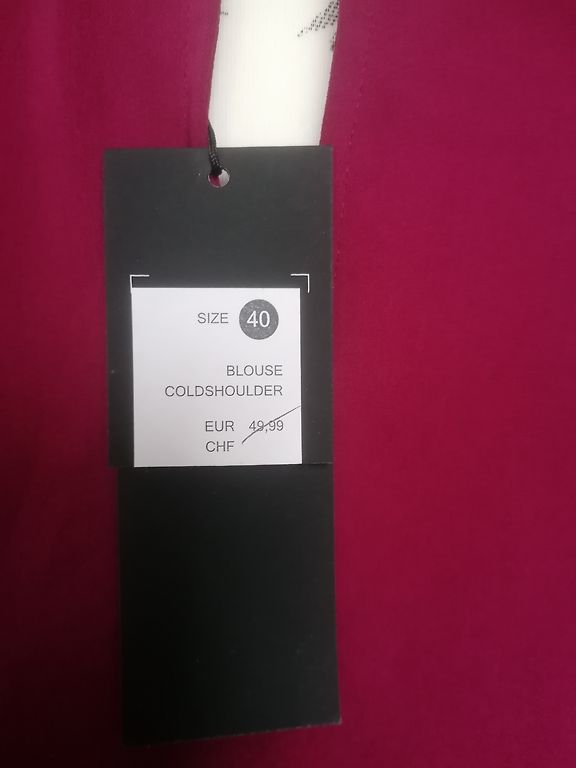 SIZE 40
BLOUSE
COLDSHOULDER
EUR 49,99
CHF